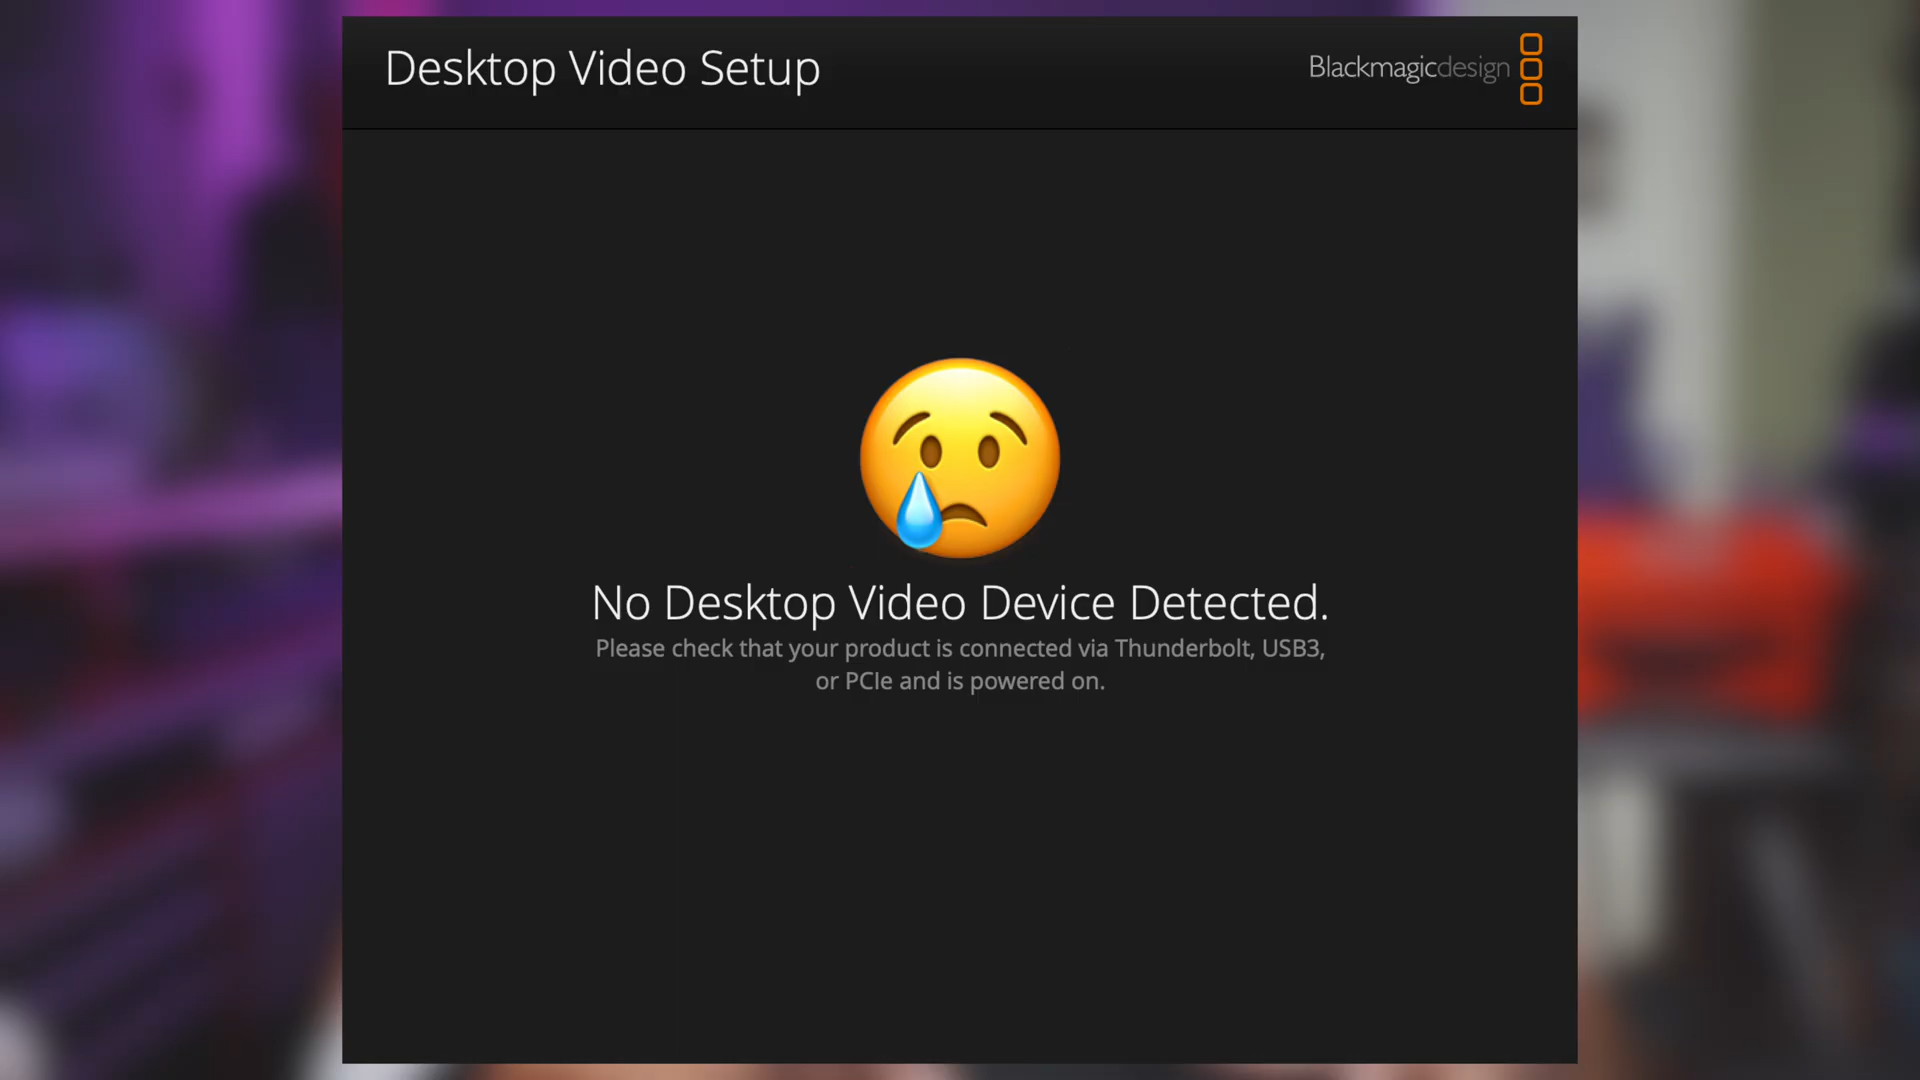 Desktop Video Setup
Blackmagicdesign
No Desktop Video Device Detected.
Please check that your product is connected via Thunderbolt, USB3,
or PCIe and is powered on.